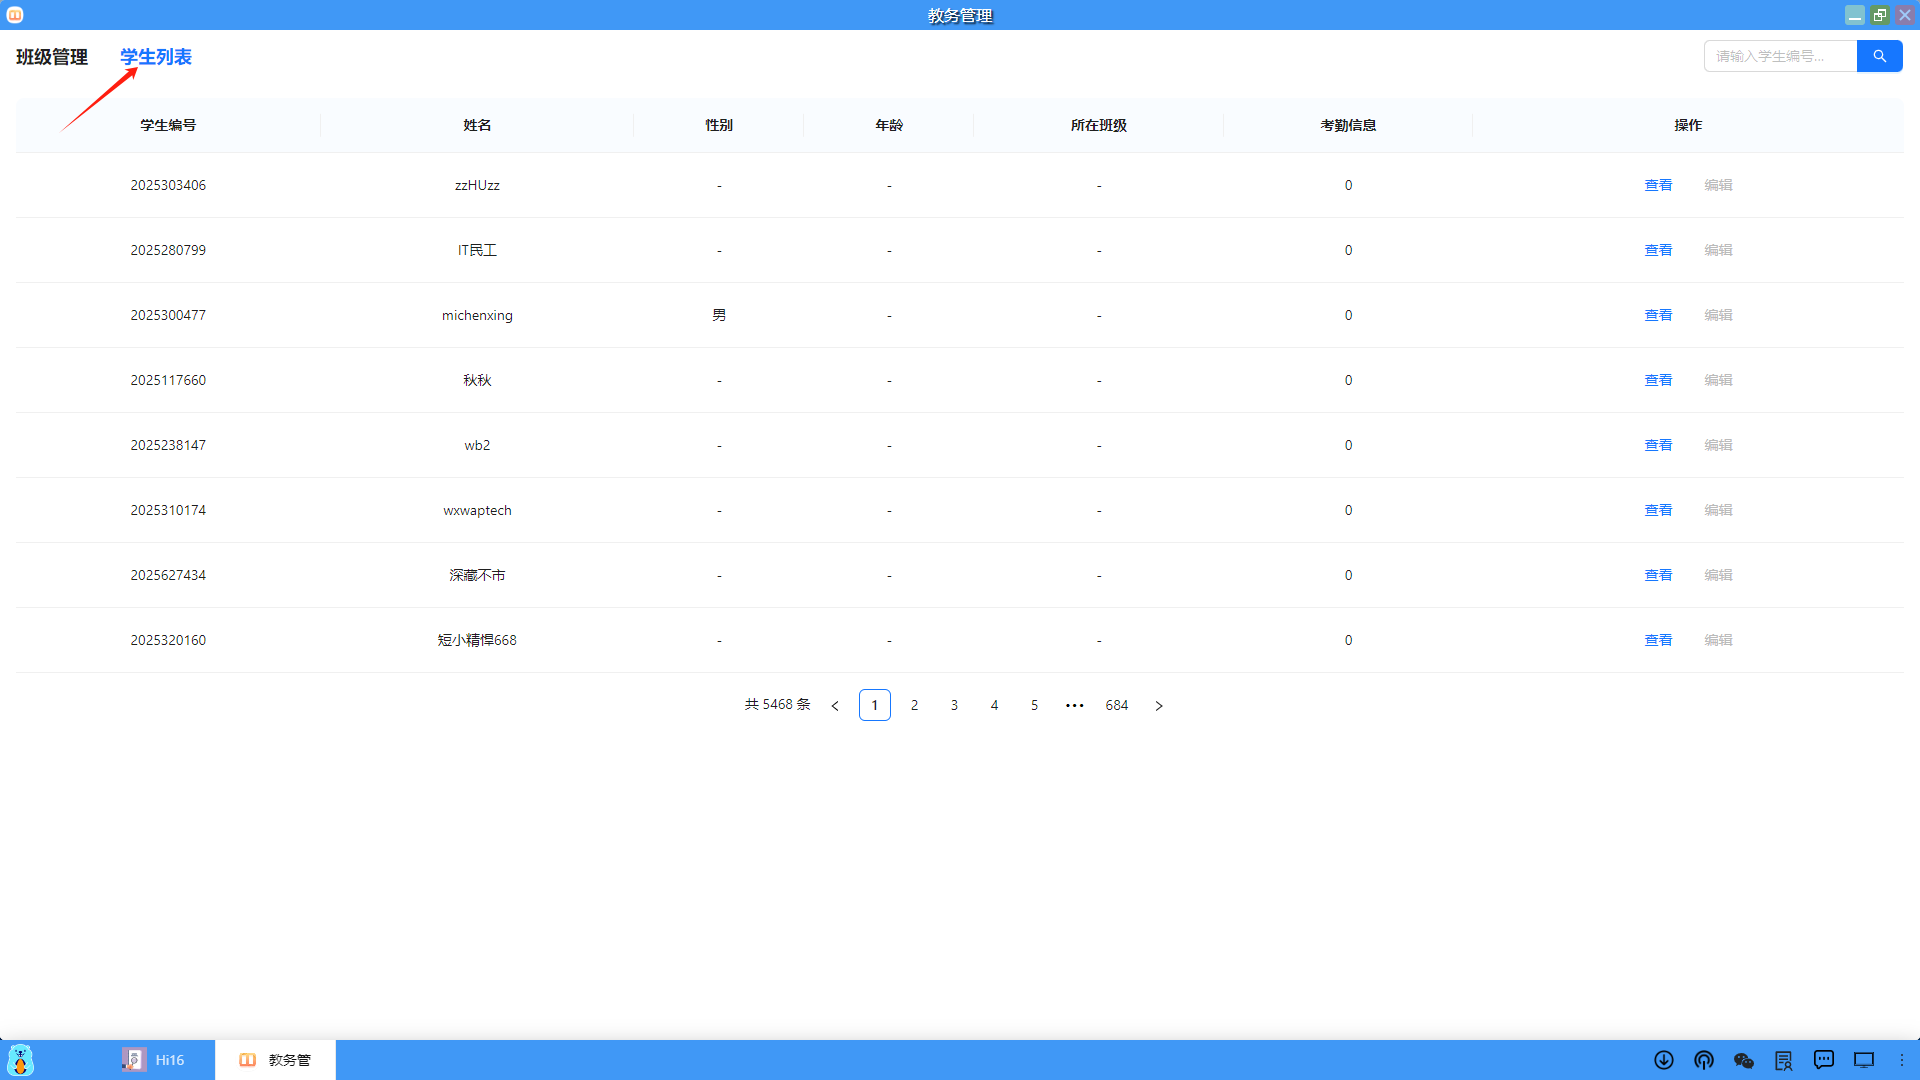 教务管理
班级管理 学生列表 请输入学生编号...
学生编号 姓名 性别 年龄 所在班级 考勤信息 操作
2025303406 zzHUzz - - - 0 查看 编辑
2025280799 IT民工 - - - 0 查看 编辑
2025300477 michenxing 男 - - 0 查看 编辑
2025117660 秋秋 - - - 0 查看 编辑
2025238147 wb2 - - - 0 查看 编辑
2025310174 wxwaptech - - - 0 查看 编辑
2025627434 深藏不市 - - - 0 查看 编辑
2025320160 短小精悍668 - - - 0 查看 编辑
共 5468 条 < 1 2 3 4 5 ••• 684 >
Hi16 教务管